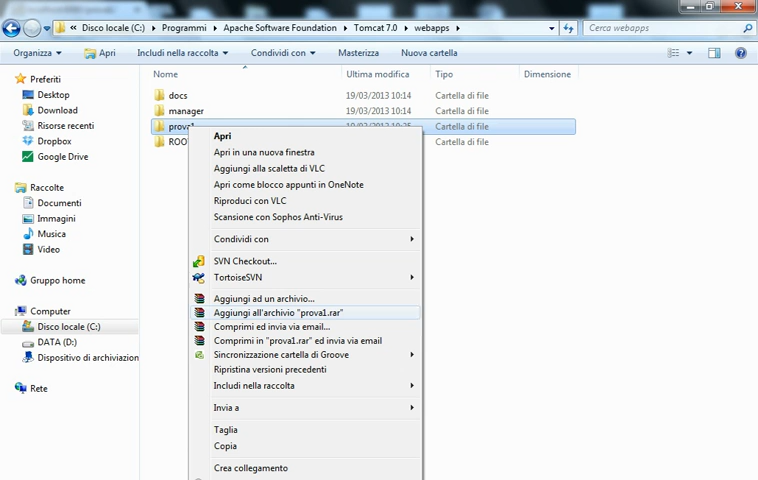 « Disco locale (C:) ▸ Programmi ▸ Apache Software Foundation ▸ Tomcat 7.0 ▸ webapps ▸
Cerca webapps
Organizza Apri Includi nella raccolta Condividi con Masterizza Nuova cartella
Nome Ultima modifica Tipo Dimensione
Preferiti
Desktop
Download
Risorse recenti
Dropbox
Google Drive
Raccolte
Documenti
Immagini
Musica
Video
Gruppo home
Computer
Disco locale (C:)
DATA (D:)
Dispositivo di archiviazion
Rete
docs 19/03/2013 10:14 Cartella di file
manager 19/03/2013 10:14 Cartella di file
prova1 Cartella di file
ROOT Cartella di file
Apri
Apri in una nuova finestra
Aggiungi alla scaletta di VLC
Apri come blocco appunti in OneNote
Riproduci con VLC
Scansione con Sophos Anti-Virus
Condividi con
SVN Checkout...
TortoiseSVN
Aggiungi ad un archivio...
Aggiungi all'archivio "prova1.rar"
Comprimi ed invia via email...
Comprimi in "prova1.rar" ed invia via email
Sincronizzazione cartella di Groove
Ripristina versioni precedenti
Includi nella raccolta
Invia a
Taglia
Copia
Crea collegamento